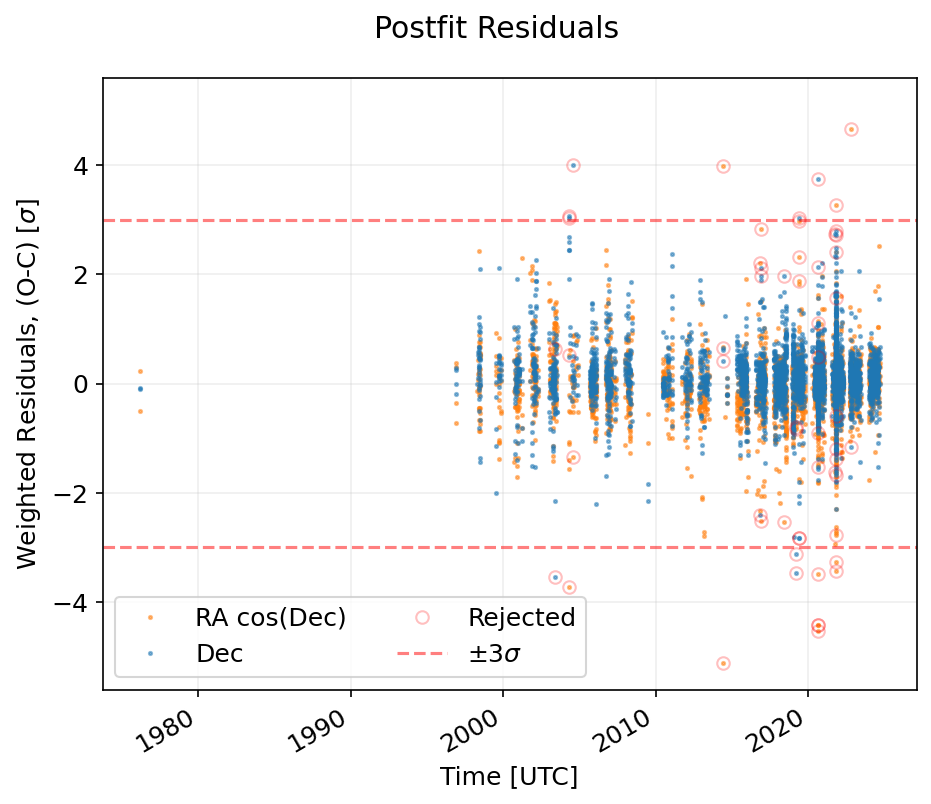 Postfit Residuals
Weighted Residuals, (O-C) [σ]
4
2
0
−2
−4
RA cos(Dec)
Dec
Rejected
±3σ
1980
1990
2000
2010
2020
Time [UTC]